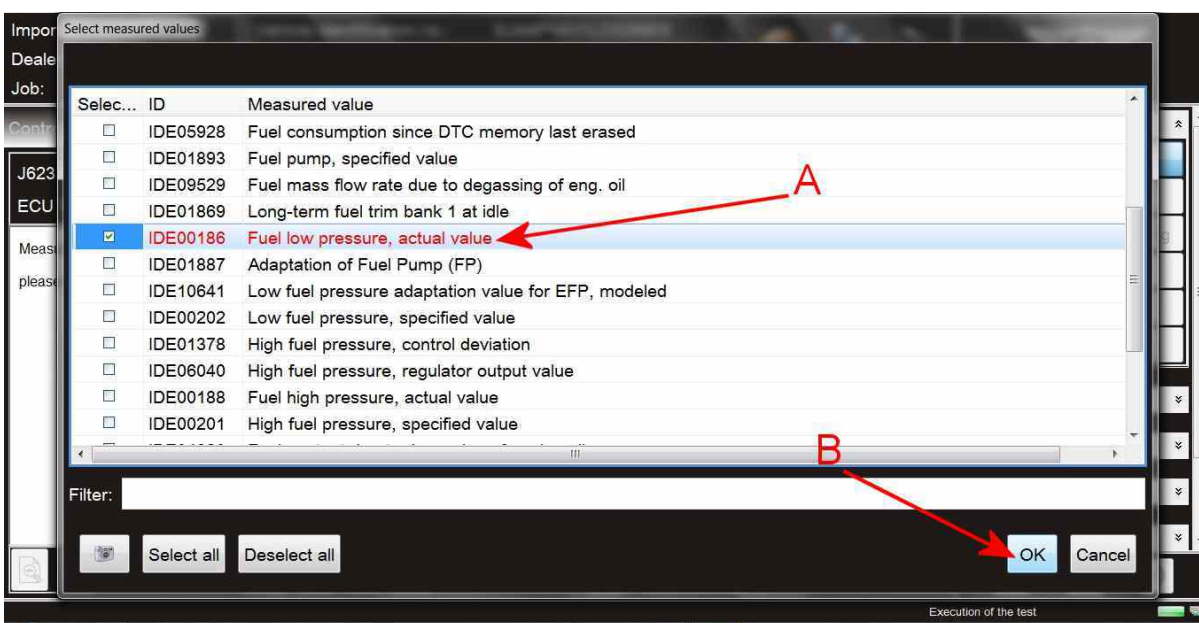 Impor
Select measured values
Deale
Job:
Selec... ID Measured value
IDE05928 Fuel consumption since DTC memory last erased
IDE01893 Fuel pump, specified value
IDE09529 Fuel mass flow rate due to degassing of eng. oil
A
IDE01869 Long-term fuel trim bank 1 at idle
IDE00186 Fuel low pressure, actual value
IDE01887 Adaptation of Fuel Pump (FP)
IDE10641 Low fuel pressure adaptation value for EFP, modeled
IDE00202 Low fuel pressure, specified value
IDE01378 High fuel pressure, control deviation
IDE06040 High fuel pressure, regulator output value
IDE00188 Fuel high pressure, actual value
IDE00201 High fuel pressure, specified value
Contr
J623
ECU
Meas
please
B
Filter:
Select all
Deselect all
OK
Cancel
Execution of the test